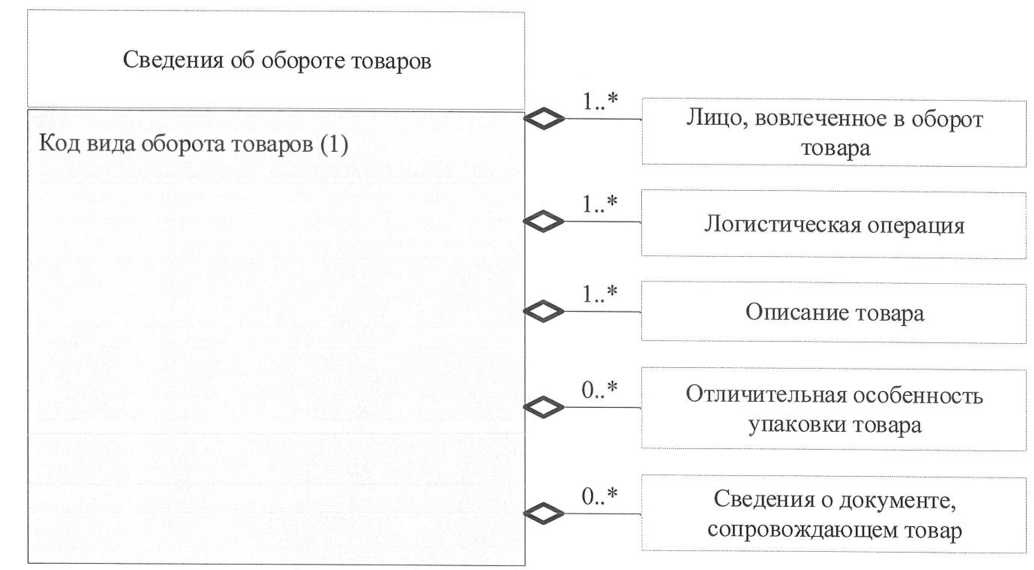 Сведения об обороте товаров
Код вида оборота товаров (1)
1..*
Лицо, вовлеченное в оборот
товара
1..*
Логистическая операция
1..*
Описание товара
0..*
Отличительная особенность
упаковки товара
0..*
Сведения о документе,
сопровождающем товар